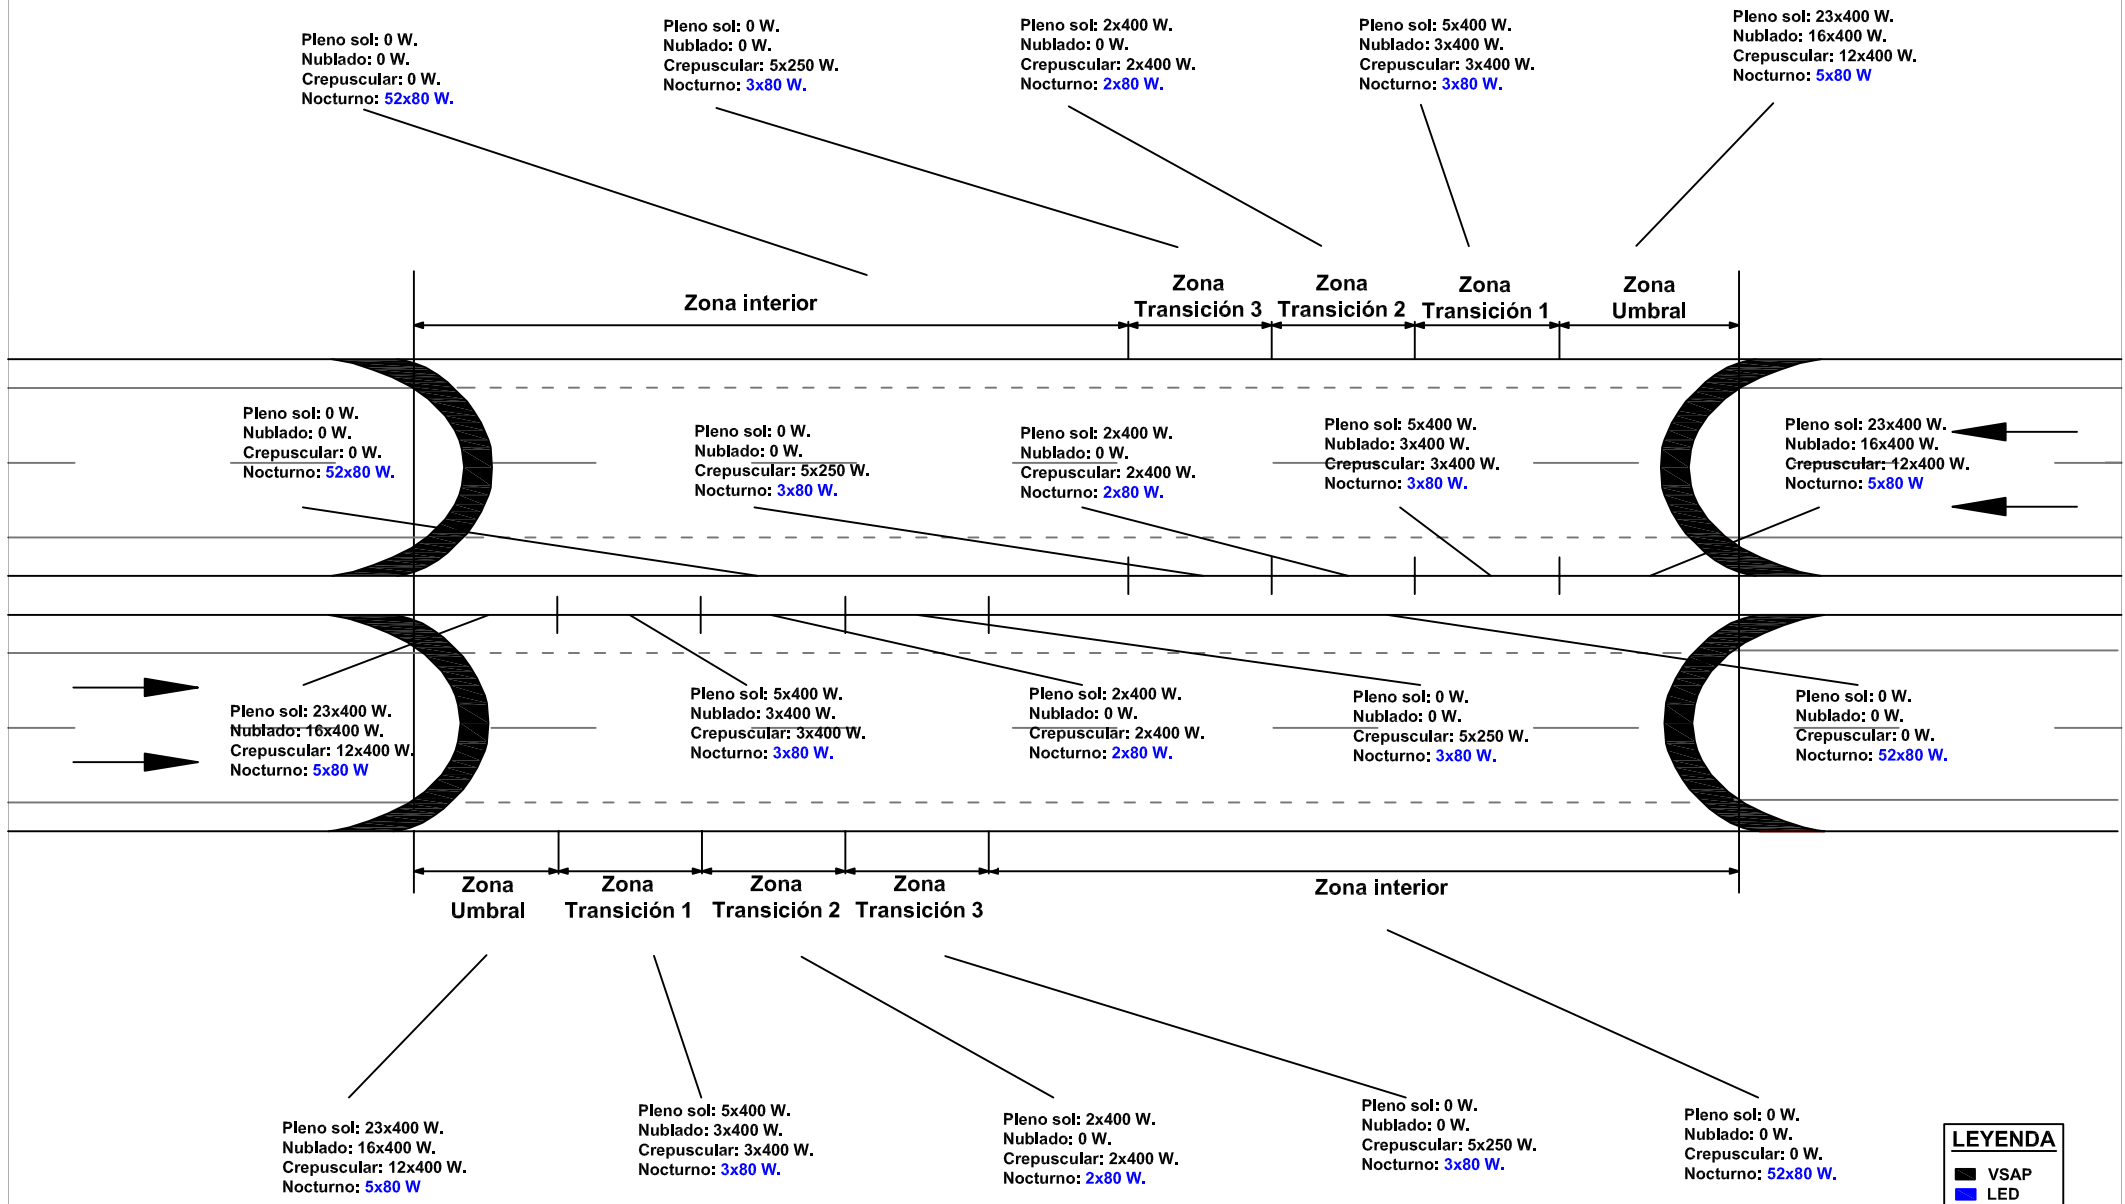 Pleno sol: 0 W.
Nublado: 0 W.
Crepuscular: 0 W.
Nocturno: 52x80 W.
Pleno sol: 0 W.
Nublado: 0 W.
Crepuscular: 5x250 W.
Nocturno: 3x80 W.
Pleno sol: 2x400 W.
Nublado: 0 W.
Crepuscular: 2x400 W.
Nocturno: 2x80 W.
Pleno sol: 5x400 W.
Nublado: 3x400 W.
Crepuscular: 3x400 W.
Nocturno: 3x80 W.
Pleno sol: 23x400 W.
Nublado: 16x400 W.
Crepuscular: 12x400 W.
Nocturno: 5x80 W
Zona interior
Zona
Transición 3
Zona
Transición 2
Zona
Transición 1
Zona
Umbral
Pleno sol: 0 W.
Nublado: 0 W.
Crepuscular: 0 W.
Nocturno: 52x80 W.
Pleno sol: 0 W.
Nublado: 0 W.
Crepuscular: 5x250 W.
Nocturno: 3x80 W.
Pleno sol: 2x400 W.
Nublado: 0 W.
Crepuscular: 2x400 W.
Nocturno: 2x80 W.
Pleno sol: 5x400 W.
Nublado: 3x400 W.
Crepuscular: 3x400 W.
Nocturno: 3x80 W.
Pleno sol: 23x400 W.
Nublado: 16x400 W.
Crepuscular: 12x400 W.
Nocturno: 5x80 W
Pleno sol: 23x400 W.
Nublado: 16x400 W.
Crepuscular: 12x400 W.
Nocturno: 5x80 W
Pleno sol: 5x400 W.
Nublado: 3x400 W.
Crepuscular: 3x400 W.
Nocturno: 3x80 W.
Pleno sol: 2x400 W.
Nublado: 0 W.
Crepuscular: 2x400 W.
Nocturno: 2x80 W.
Pleno sol: 0 W.
Nublado: 0 W.
Crepuscular: 5x250 W.
Nocturno: 3x80 W.
Pleno sol: 0 W.
Nublado: 0 W.
Crepuscular: 0 W.
Nocturno: 52x80 W.
Zona
Umbral
Zona
Transición 1
Zona
Transición 2
Zona
Transición 3
Zona interior
Pleno sol: 23x400 W.
Nublado: 16x400 W.
Crepuscular: 12x400 W.
Nocturno: 5x80 W
Pleno sol: 5x400 W.
Nublado: 3x400 W.
Crepuscular: 3x400 W.
Nocturno: 3x80 W.
Pleno sol: 2x400 W.
Nublado: 0 W.
Crepuscular: 2x400 W.
Nocturno: 2x80 W.
Pleno sol: 0 W.
Nublado: 0 W.
Crepuscular: 5x250 W.
Nocturno: 3x80 W.
Pleno sol: 0 W.
Nublado: 0 W.
Crepuscular: 0 W.
Nocturno: 52x80 W.
LEYENDA
VSAP
LED